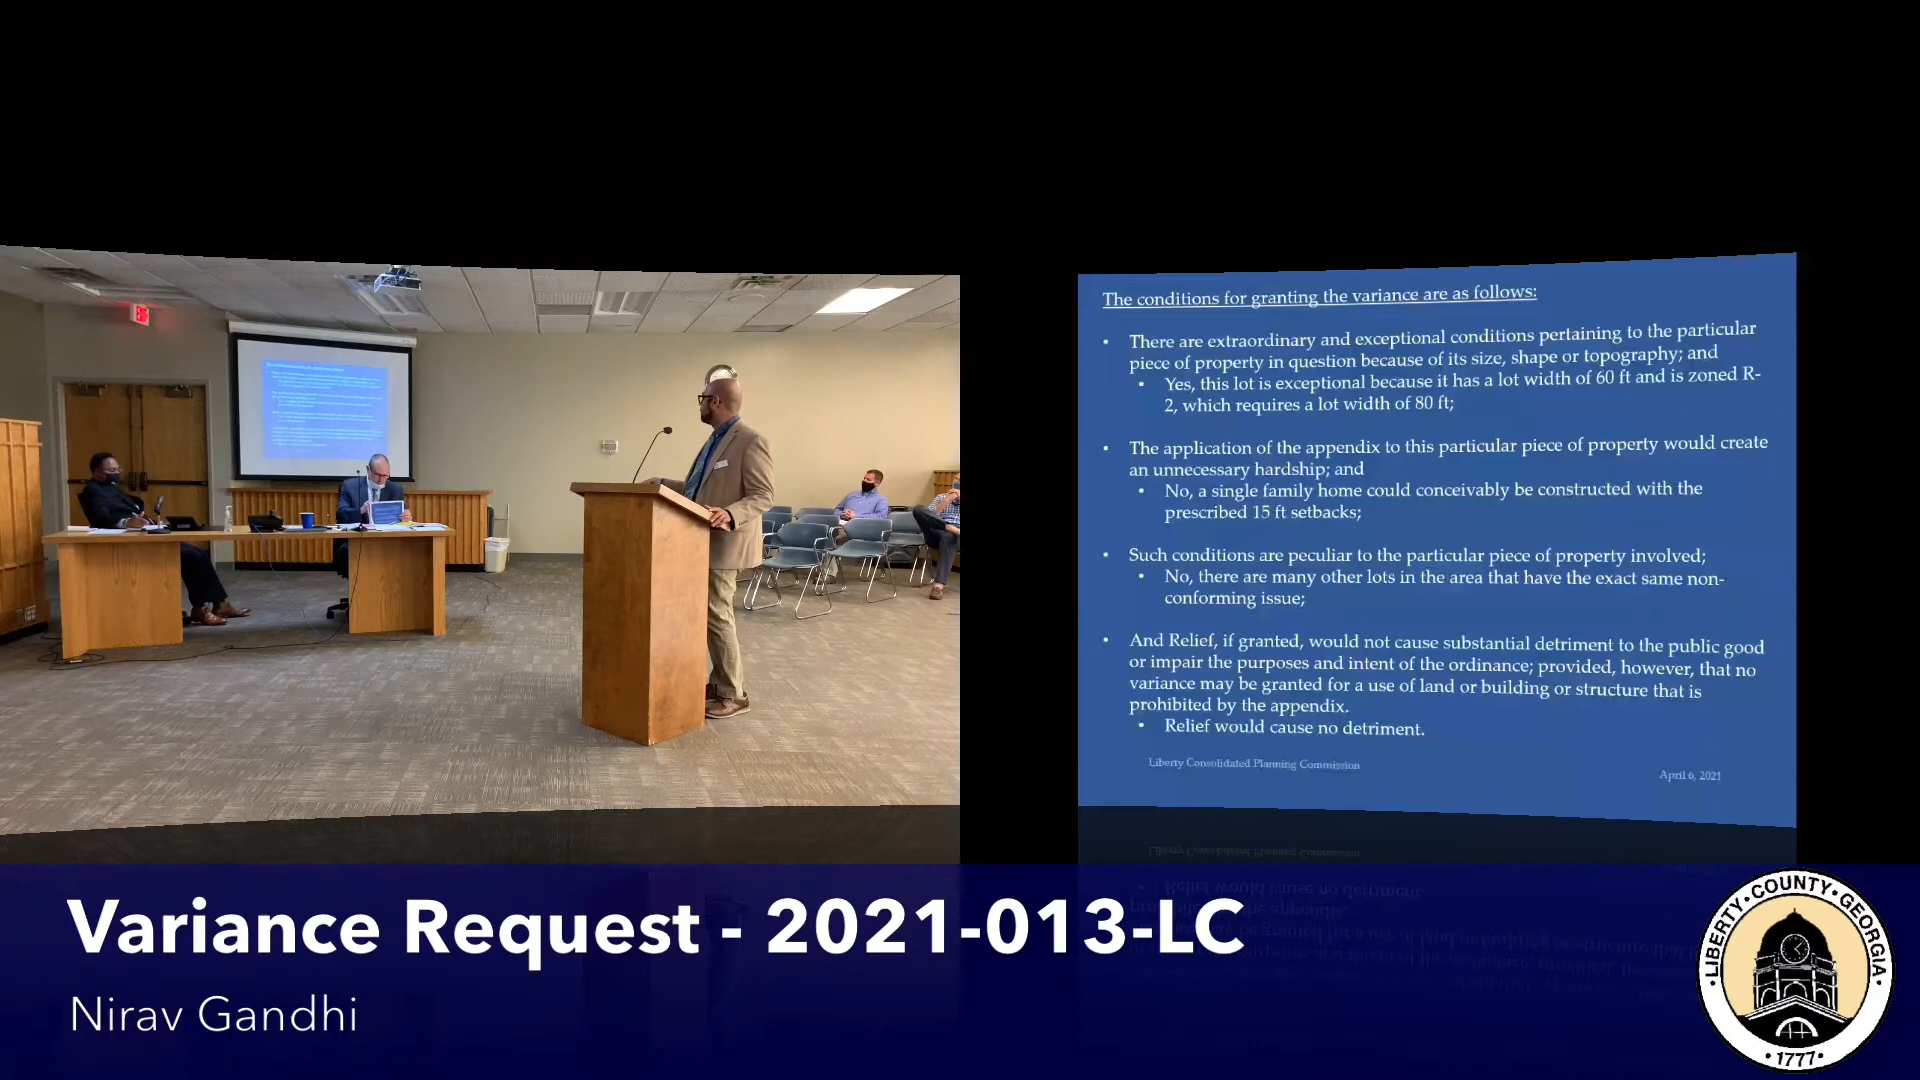 The conditions for granting the variance are as follows:
• There are extraordinary and exceptional conditions pertaining to the particular
piece of property in question because of its size, shape or topography; and
• Yes, this lot is exceptional because it has a lot width of 60 ft and is zoned R-
2, which requires a lot width of 80 ft;
• The application of the appendix to this particular piece of property would create
an unnecessary hardship; and
• No, a single family home could conceivably be constructed with the
prescribed 15 ft setbacks;
• Such conditions are peculiar to the particular piece of property involved;
• No, there are many other lots in the area that have the exact same non-
conforming issue;
• And Relief, if granted, would not cause substantial detriment to the public good
or impair the purposes and intent of the ordinance; provided, however, that no
variance may be granted for a use of land or building or structure that is
prohibited by the appendix.
• Relief would cause no detriment.
Liberty Consolidated Planning Commission
April 6, 2021
Variance Request - 2021-013-LC
Nirav Gandhi
• LIBERTY • COUNTY • GEORGIA •
• 1777 •